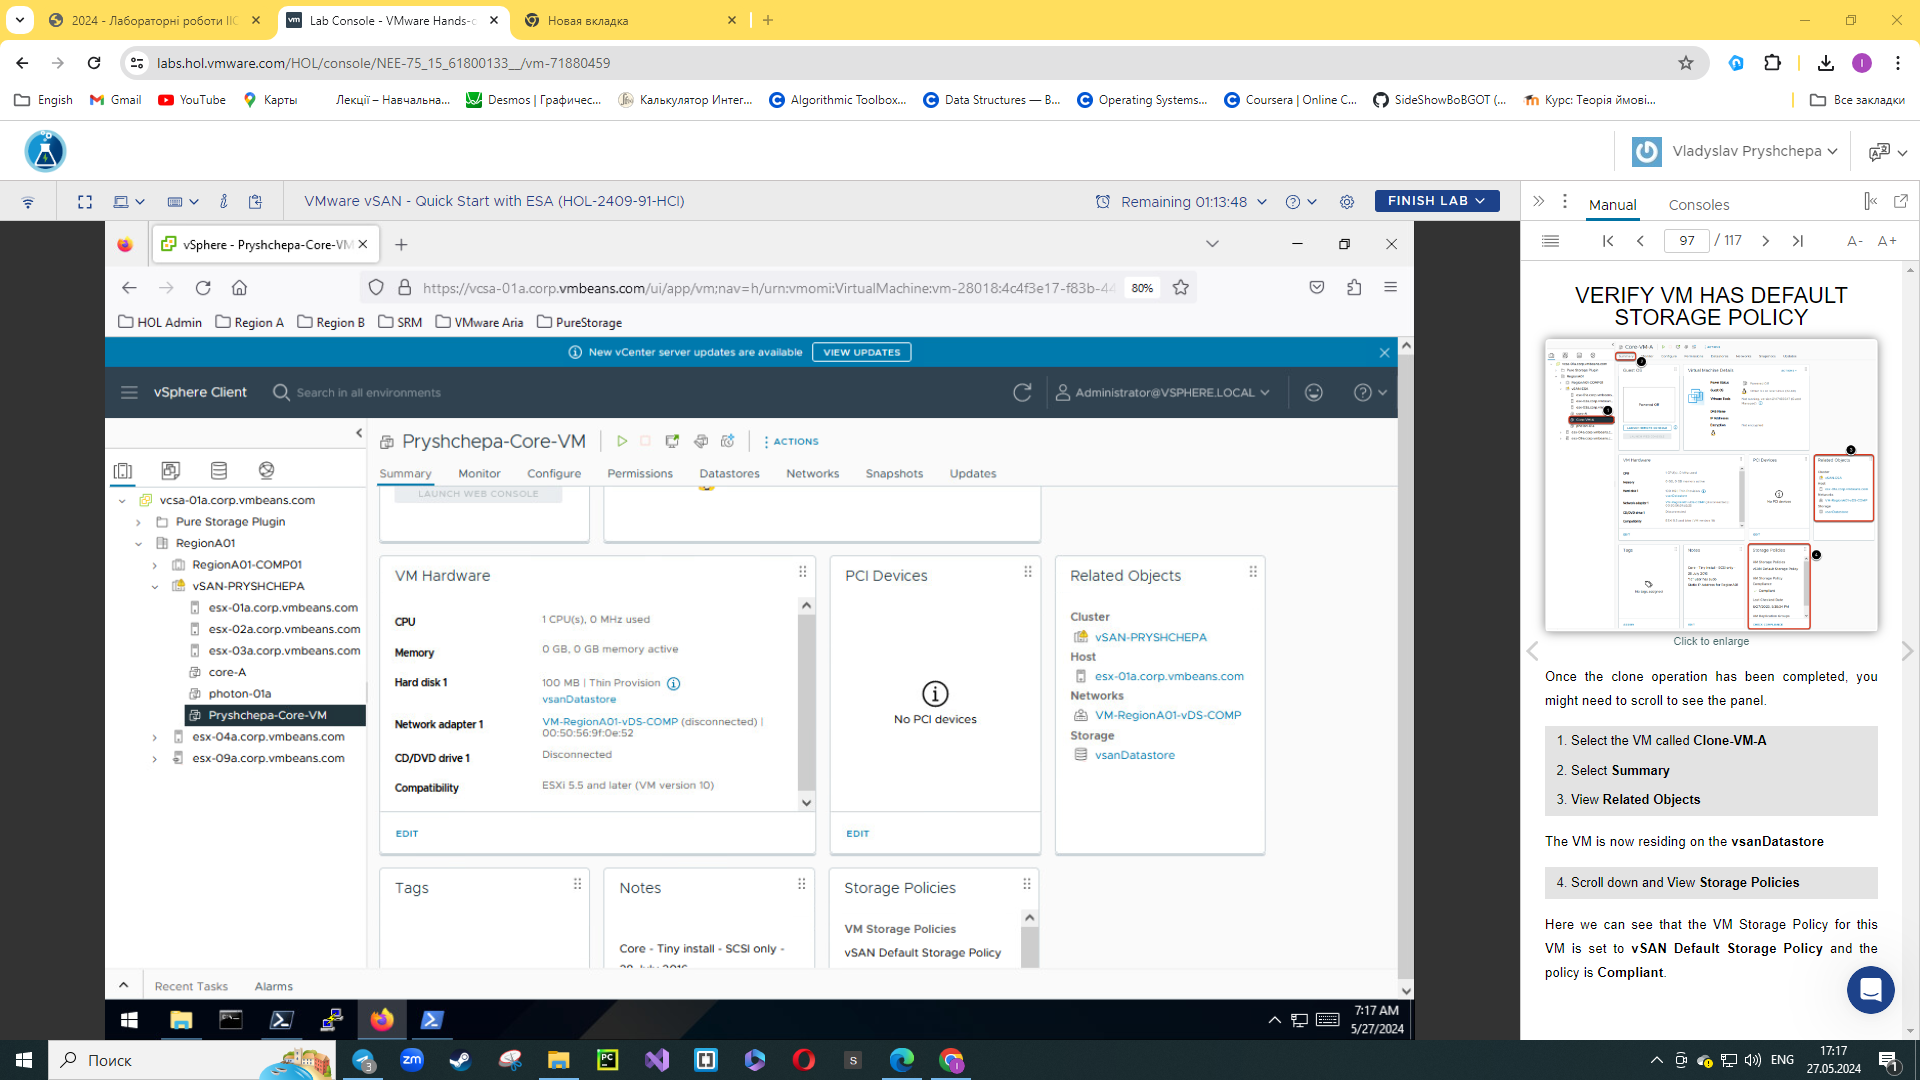 2024 - Лабораторні роботи ІІС
Lab Console - VMware Hands-o
Новая вкладка
labs.hol.vmware.com/HOL/console/NEE-75_15_61800133__/vm-71880459
Engish
Gmail
YouTube
Карты
Лекції – Навчальна...
Desmos | Графичес...
Калькулятор Интег...
Algorithmic Toolbox...
Data Structures — В...
Operating Systems...
Coursera | Online C...
SideShowBoBGOT (...
Курс: Теорія ймові...
Все закладки
Vladyslav Pryshchepa
VMware vSAN - Quick Start with ESA (HOL-2409-91-HCI)
Remaining 01:13:48
FINISH LAB
Manual
Consoles
97 / 117
A- A+
vSphere - Pryshchepa-Core-VM
https://vcsa-01a.corp.vmbeans.com/ui/app/vm;nav=h/urn:vmomi:VirtualMachine:vm-28018:4c4f3e17-f83b-44
80%
HOL Admin
Region A
Region B
SRM
VMware Aria
PureStorage
New vCenter server updates are available
VIEW UPDATES
vSphere Client
Search in all environments
Administrator@VSPHERE.LOCAL
vcsa-01a.corp.vmbeans.com
Pure Storage Plugin
RegionA01
RegionA01-COMP01
vSAN-PRYSHCHEPA
esx-01a.corp.vmbeans.com
esx-02a.corp.vmbeans.com
esx-03a.corp.vmbeans.com
core-A
photon-01a
Pryshchepa-Core-VM
esx-04a.corp.vmbeans.com
esx-09a.corp.vmbeans.com
Pryshchepa-Core-VM
ACTIONS
Summary
Monitor
Configure
Permissions
Datastores
Networks
Snapshots
Updates
LAUNCH WEB CONSOLE
VM Hardware
CPU
1 CPU(s), 0 MHz used
Memory
0 GB, 0 GB memory active
Hard disk 1
100 MB | Thin Provision
vsanDatastore
Network adapter 1
VM-RegionA01-vDS-COMP (disconnected) |
00:50:56:9f:0e:52
CD/DVD drive 1
Disconnected
Compatibility
ESXi 5.5 and later (VM version 10)
EDIT
PCI Devices
No PCI devices
EDIT
Related Objects
Cluster
vSAN-PRYSHCHEPA
Host
esx-01a.corp.vmbeans.com
Networks
VM-RegionA01-vDS-COMP
Storage
vsanDatastore
Tags
Notes
Core - Tiny install - SCSI only -
Storage Policies
VM Storage Policies
vSAN Default Storage Policy
Recent Tasks
Alarms
7:17 AM
5/27/2024
VERIFY VM HAS DEFAULT
STORAGE POLICY
Click to enlarge
Once the clone operation has been completed, you
might need to scroll to see the panel.
1. Select the VM called Clone-VM-A
2. Select Summary
3. View Related Objects
The VM is now residing on the vsanDatastore
4. Scroll down and View Storage Policies
Here we can see that the VM Storage Policy for this
VM is set to vSAN Default Storage Policy and the
policy is Compliant.
Поиск
ENG
17:17
27.05.2024